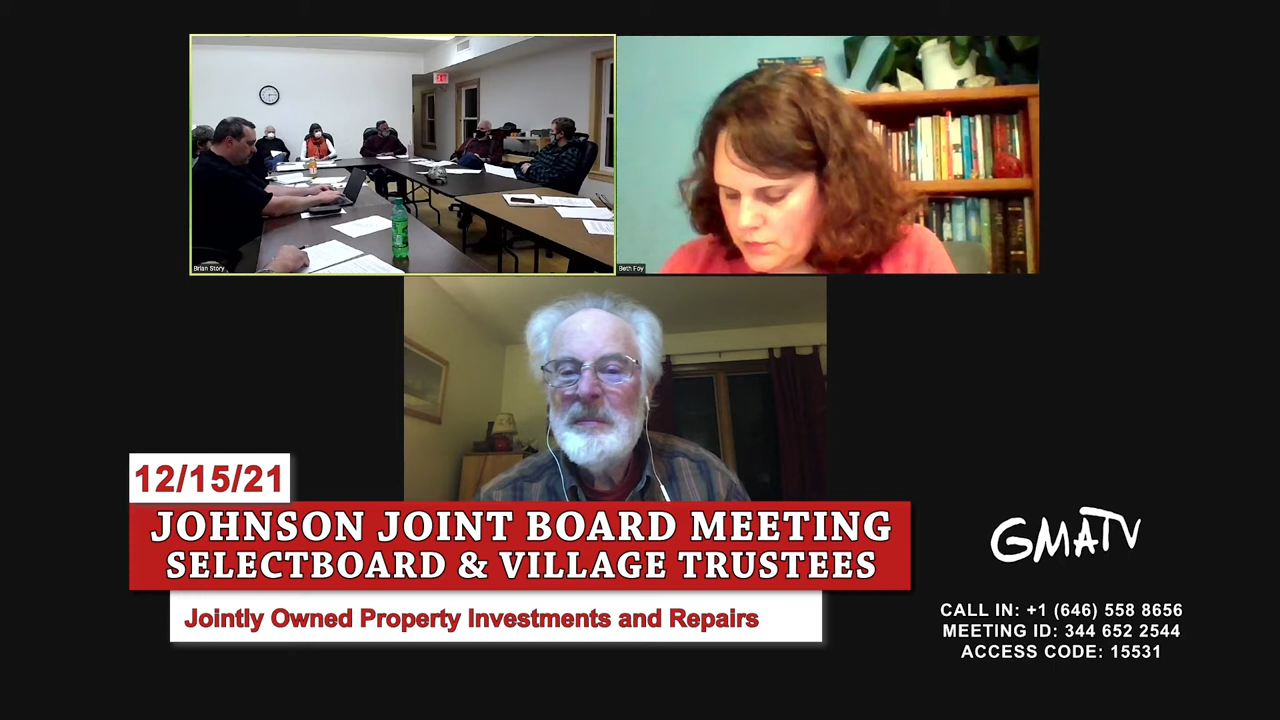 Brian Story
Beth Foy
12/15/21
JOHNSON JOINT BOARD MEETING
SELECTBOARD & VILLAGE TRUSTEES
Jointly Owned Property Investments and Repairs
GMATV
CALL IN: +1 (646) 558 8656
MEETING ID: 344 652 2544
ACCESS CODE: 15531